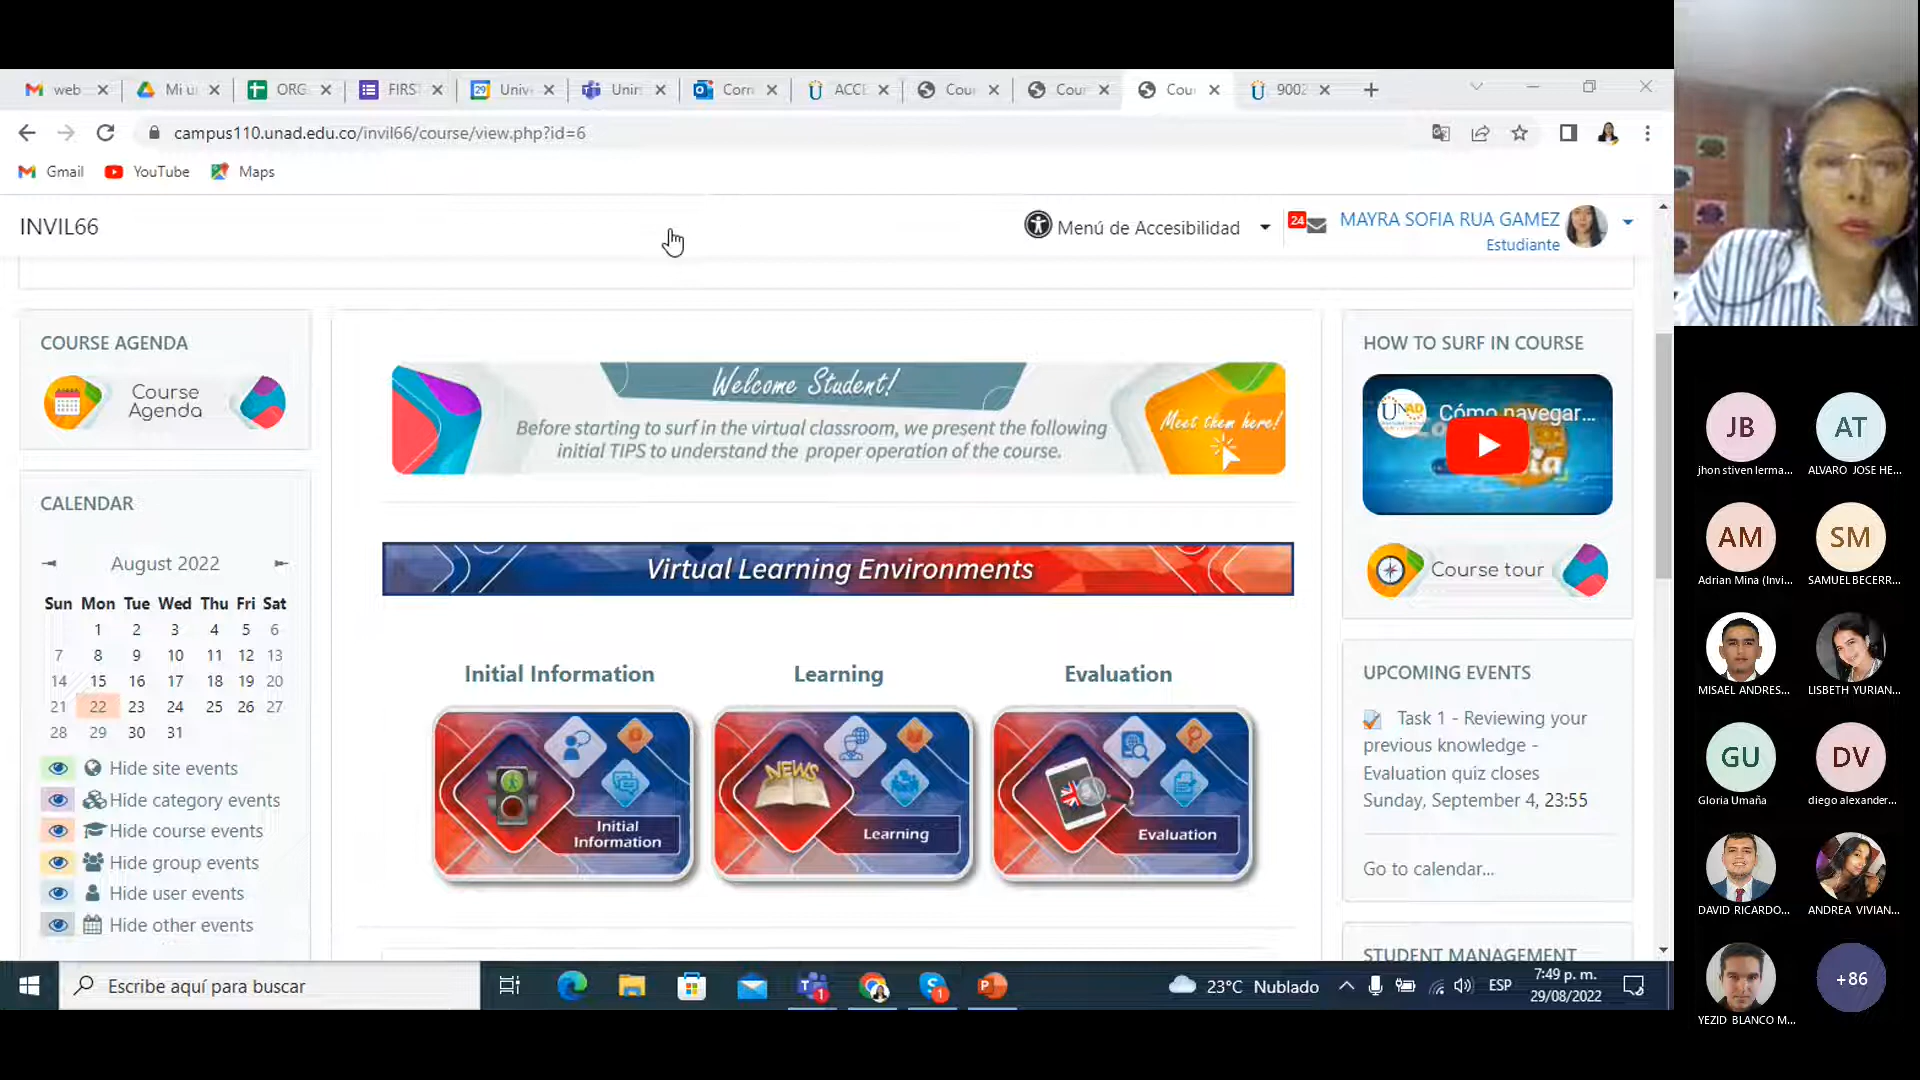 web
Mi u
ORG
FIRS
Univ
Unir
Corr
ACCE
Cour
Cour
Cour
9002
campus110.unad.edu.co/invil66/course/view.php?id=6
Gmail
YouTube
Maps
INVIL66
Menú de Accesibilidad
24
MAYRA SOFIA RUA GAMEZ
Estudiante
COURSE AGENDA
Course
Agenda
CALENDAR
August 2022
Sun Mon Tue Wed Thu Fri Sat
1 2 3 4 5 6
7 8 9 10 11 12 13
14 15 16 17 18 19 20
21 22 23 24 25 26 27
28 29 30 31
Hide site events
Hide category events
Hide course events
Hide group events
Hide user events
Hide other events
Welcome Student!
Before starting to surf in the virtual classroom, we present the following
initial TIPS to understand the proper operation of the course.
Meet them here!
Virtual Learning Environments
Initial Information
Learning
Evaluation
Initial
Information
NEWS
Learning
Evaluation
HOW TO SURF IN COURSE
UNAD
Cómo navegar...
Course tour
UPCOMING EVENTS
Task 1 - Reviewing your
previous knowledge -
Evaluation quiz closes
Sunday, September 4, 23:55
Go to calendar...
STUDENT MANAGEMENT
Escribe aquí para buscar
23°C Nublado
ESP
7:49 p. m.
29/08/2022
JB
jhon stiven lerma...
AT
ALVARO JOSE HE...
AM
Adrian Mina (Invi...
SM
SAMUEL BECERR...
MISAEL ANDRES...
LISBETH YURIAN...
GU
Gloria Umaña
DV
diego alexander...
DAVID RICARDO...
ANDREA VIVIAN...
YEZID BLANCO M...
+86